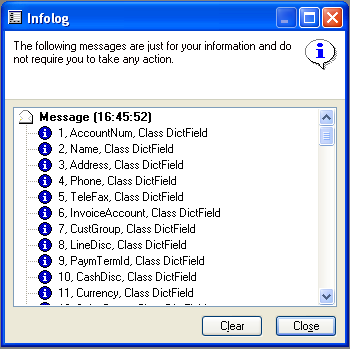 Infolog
The following messages are just for your information and do
not require you to take any action.
Message (16:45:52)
1, AccountNum, Class DictField
2, Name, Class DictField
3, Address, Class DictField
4, Phone, Class DictField
5, TeleFax, Class DictField
6, InvoiceAccount, Class DictField
7, CustGroup, Class DictField
8, LineDisc, Class DictField
9, PaymTermId, Class DictField
10, CashDisc, Class DictField
11, Currency, Class DictField
Clear
Close